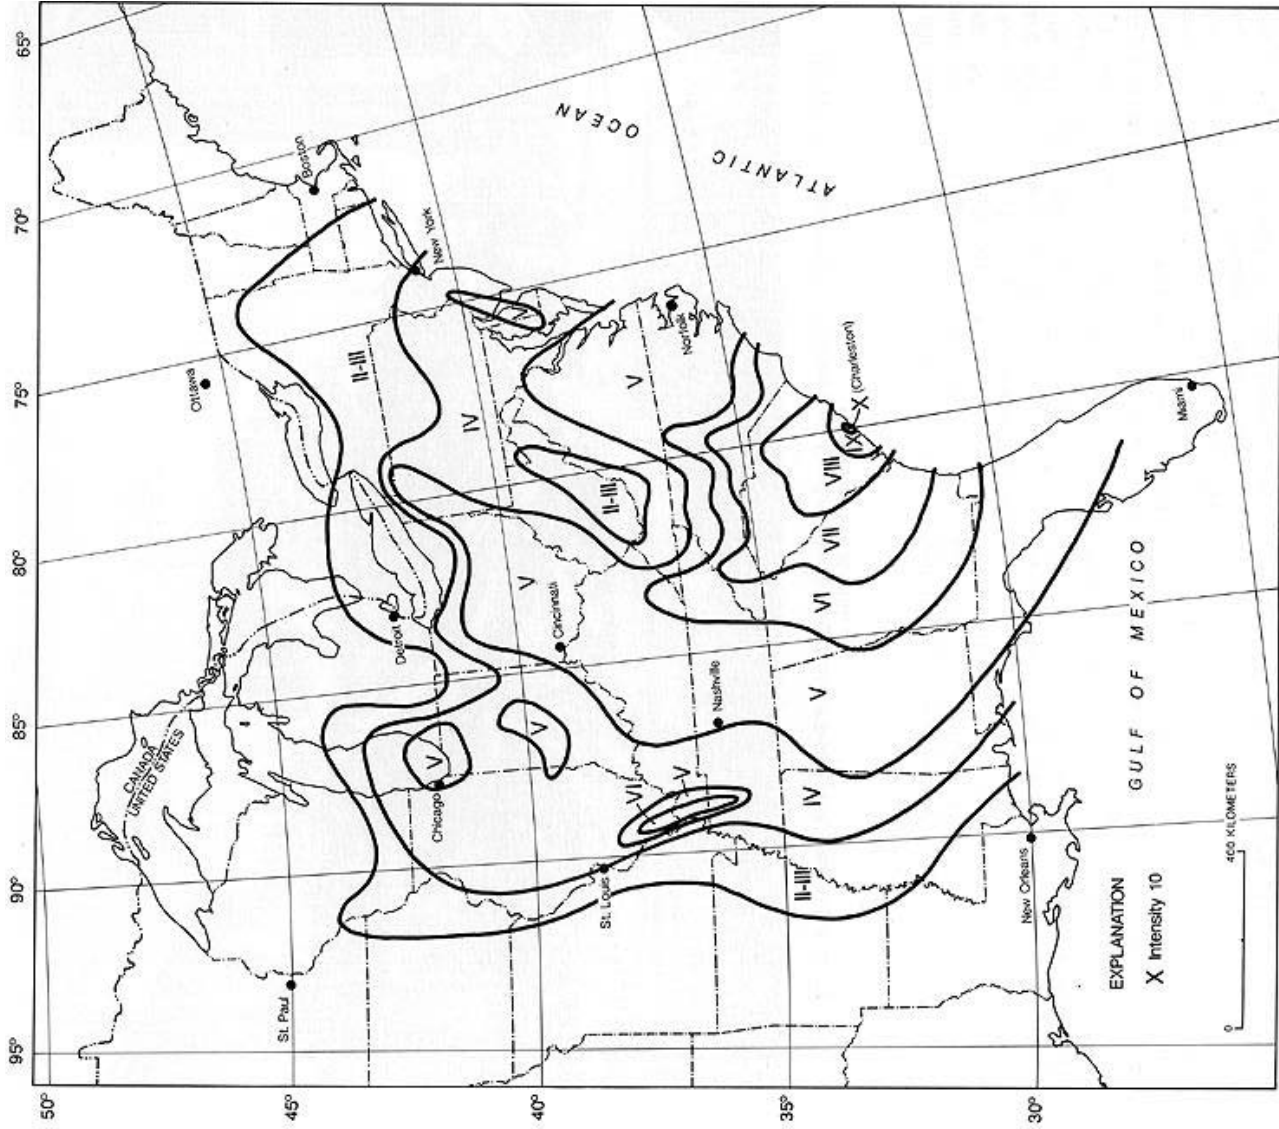 50°
45°
40°
35°
30°
95°
90°
85°
80°
75°
70°
65°
CANADA
UNITED STATES
Ottawa
Boston
New York
St. Paul
Detroit
Chicago
Cincinnati
St. Louis
Nashville
Norfolk
X (Charleston)
New Orleans
Miami
ATLANTIC
OCEAN
GULF OF MEXICO
II-III
IV
V
II-III
V
V
V
V
VI
V
IV
II-III
V
VI
VII
VIII
IX
EXPLANATION
X Intensity 10
0 400 KILOMETERS